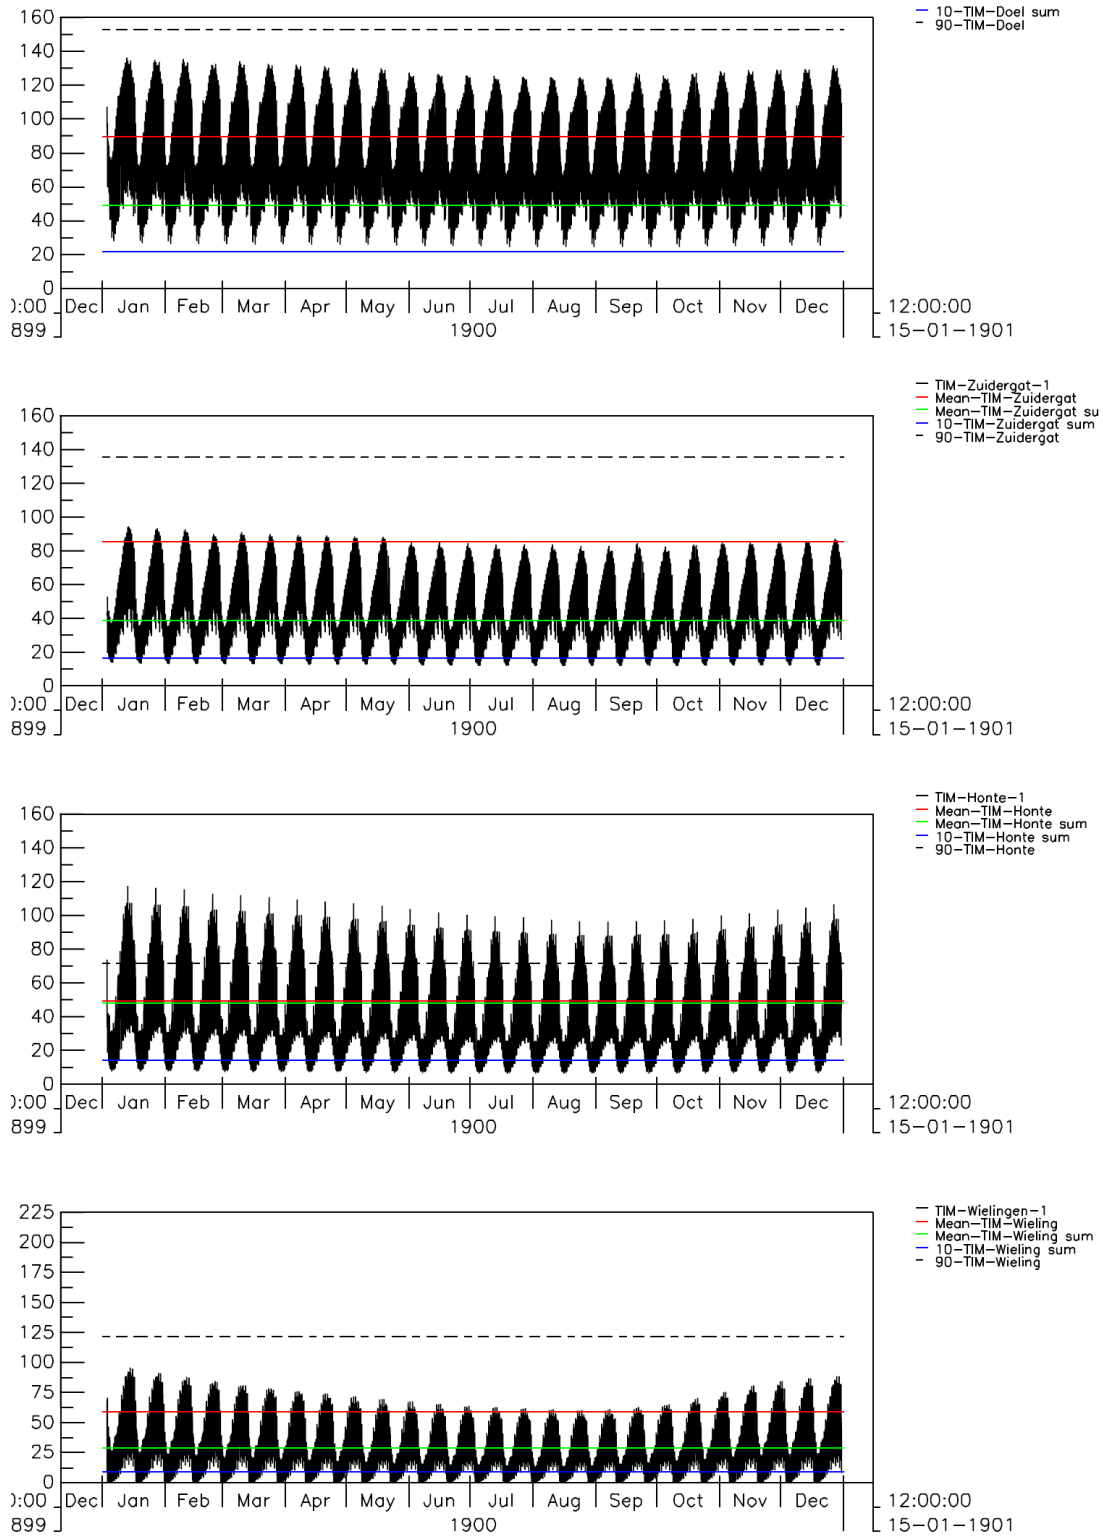 10-TIM-Doel sum
90-TIM-Doel
160
140
120
100
80
60
40
20
0
Dec Jan Feb Mar Apr May Jun Jul Aug Sep Oct Nov Dec
):00 12:00:00
899 1900 15-01-1901
TIM-Zuidergat-1
Mean-TIM-Zuidergat
Mean-TIM-Zuidergat su
10-TIM-Zuidergat sum
90-TIM-Zuidergat
160
140
120
100
80
60
40
20
0
Dec Jan Feb Mar Apr May Jun Jul Aug Sep Oct Nov Dec
):00 12:00:00
899 1900 15-01-1901
TIM-Honte-1
Mean-TIM-Honte
Mean-TIM-Honte sum
10-TIM-Honte sum
90-TIM-Honte
160
140
120
100
80
60
40
20
0
Dec Jan Feb Mar Apr May Jun Jul Aug Sep Oct Nov Dec
):00 12:00:00
899 1900 15-01-1901
TIM-Wielingen-1
Mean-TIM-Wieling
Mean-TIM-Wieling sum
10-TIM-Wieling sum
90-TIM-Wieling
225
200
175
150
125
100
75
50
25
0
Dec Jan Feb Mar Apr May Jun Jul Aug Sep Oct Nov Dec
):00 12:00:00
899 1900 15-01-1901